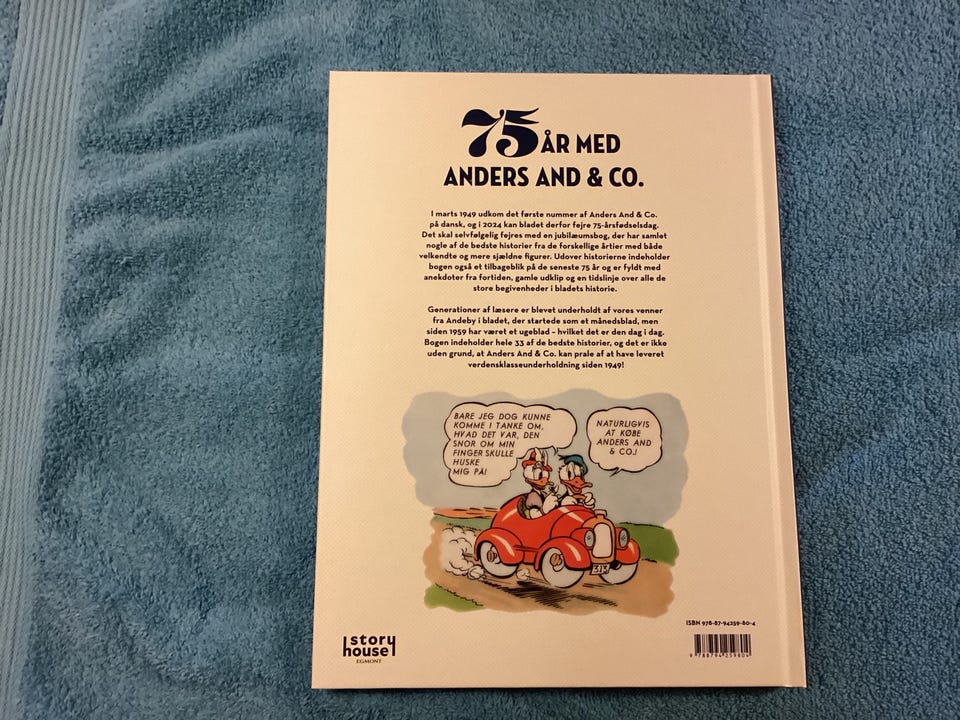 75 ÅR MED
ANDERS AND & CO.
I marts 1949 udkom det første nummer af Anders And & Co.
på dansk, og i 2024 kan bladet derfor fejre 75-årsfødselsdag.
Det skal selvfølgelig fejres med en jubilæumsbog, der har samlet
nogle af de bedste historier fra de forskellige årtier med både
velkendte og mere sjældne figurer. Udover historierne indeholder
bogen også et tilbageblik på de seneste 75 år og er fyldt med
anekdoter fra fortiden, gamle udklip og en tidslinje over alle de
store begivenheder i bladets historie.
Generationer af læsere er blevet underholdt af vores venner
fra Andeby i bladet, der startede som et månedsblad, men
siden 1959 har været et ugeblad – hvilket det er den dag i dag.
Bogen indeholder hele 33 af de bedste historier, og det er ikke
uden grund, at Anders And & Co. kan prale af at have leveret
verdensklasseunderholdning siden 1949!
BARE JEG DOG KUNNE
KOMME I TANKE OM,
HVAD DET VAR, DEN
SNOR OM MIN
FINGER SKULLE
HUSKE
MIG PÅ!
NATURLIGVIS
AT KØBE
ANDERS AND
& CO.!
313
ISBN 978-87-94259-80-4
9 788794 259804
story
house
EGMONT